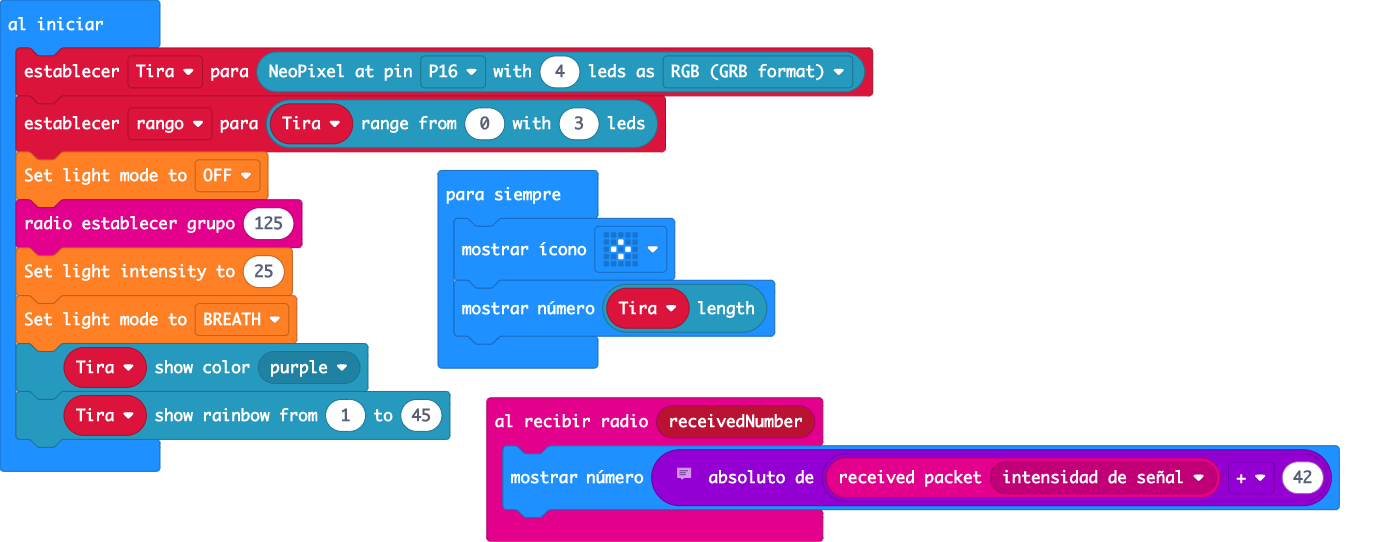 al iniciar
establecer Tira para NeoPixel at pin P16 with 4 leds as RGB (GRB format)
establecer rango para Tira range from 0 with 3 leds
Set light mode to OFF
radio establecer grupo 125
Set light intensity to 25
Set light mode to BREATH
Tira show color purple
Tira show rainbow from 1 to 45
para siempre
mostrar ícono
mostrar número Tira length
al recibir radio receivedNumber
mostrar número absoluto de received packet intensidad de señal + 42